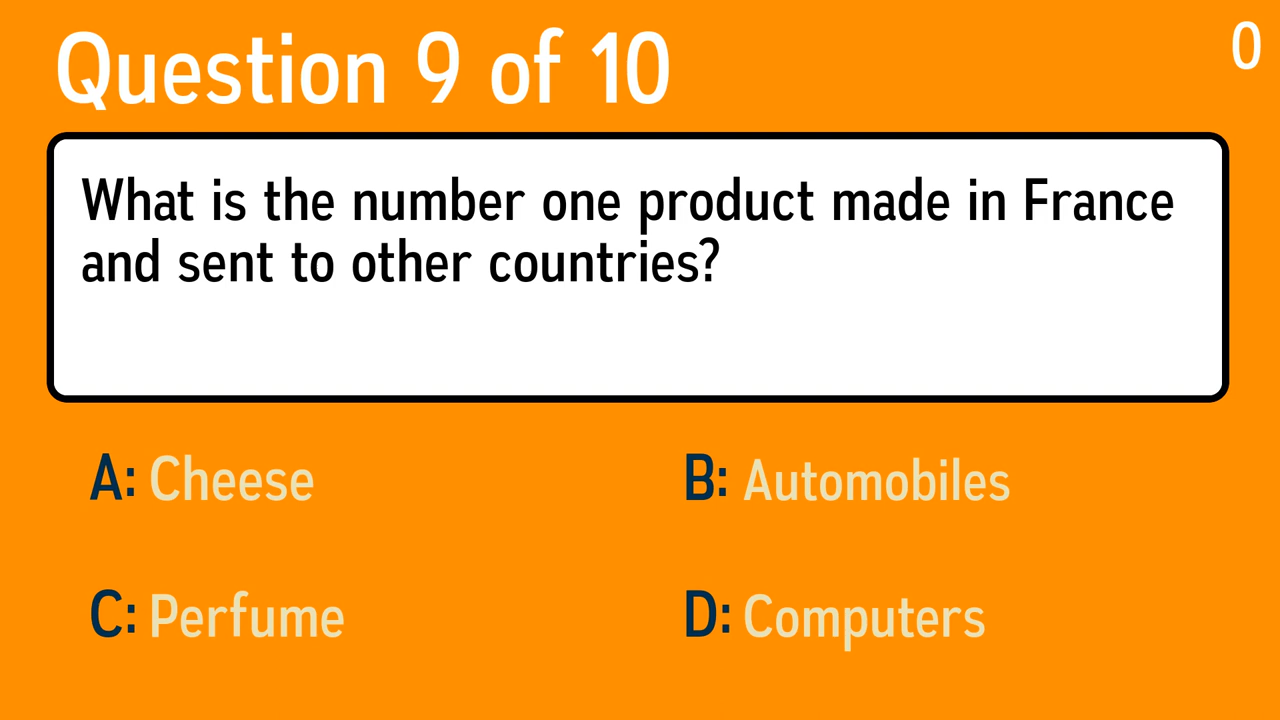 Question 9 of 10
0
What is the number one product made in France
and sent to other countries?
A: Cheese
B: Automobiles
C: Perfume
D: Computers